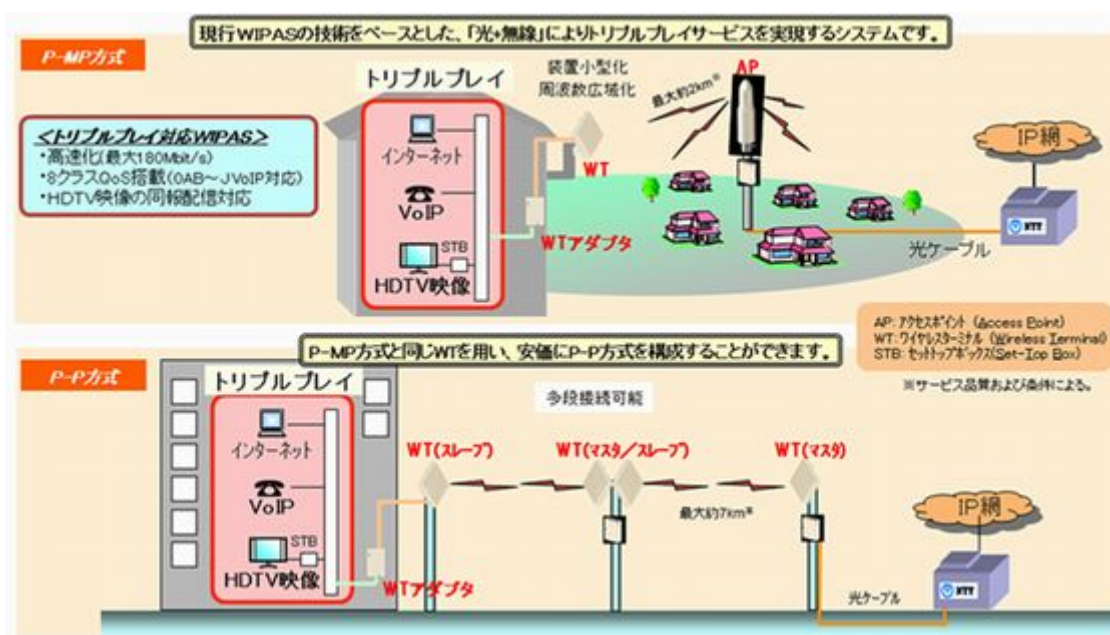 現行WIPASの技術をベースとした、「光+無線」によりトリプルプレイサービスを実現するシステムです。
P-MP方式
トリプルプレイ
装置小型化
周波数広域化
AP
最大約2km※
<トリプルプレイ対応WIPAS>
・高速化(最大180Mbit/s)
・8クラスQoS搭載(0AB～JVoIP対応)
・HDTV映像の同報配信対応
インターネット
VoIP
STB
HDTV映像
WT
WTアダプタ
IP網
NTT
光ケーブル
AP: アクセスポイント (Access Point)
WT: ワイヤレスターミナル (Wireless Terminal)
STB: セットトップボックス(Set-Top Box)
※サービス品質および条件による。
P-MP方式と同じWTを用い、安価にP-P方式を構成することができます。
P-P方式
トリプルプレイ
今段接続可能
インターネット
VoIP
STB
HDTV映像
WT(スレーブ)
WT(マスタ/スレーブ)
WT(マスタ)
最大約7km※
WTアダプタ
IP網
NTT
光ケーブル